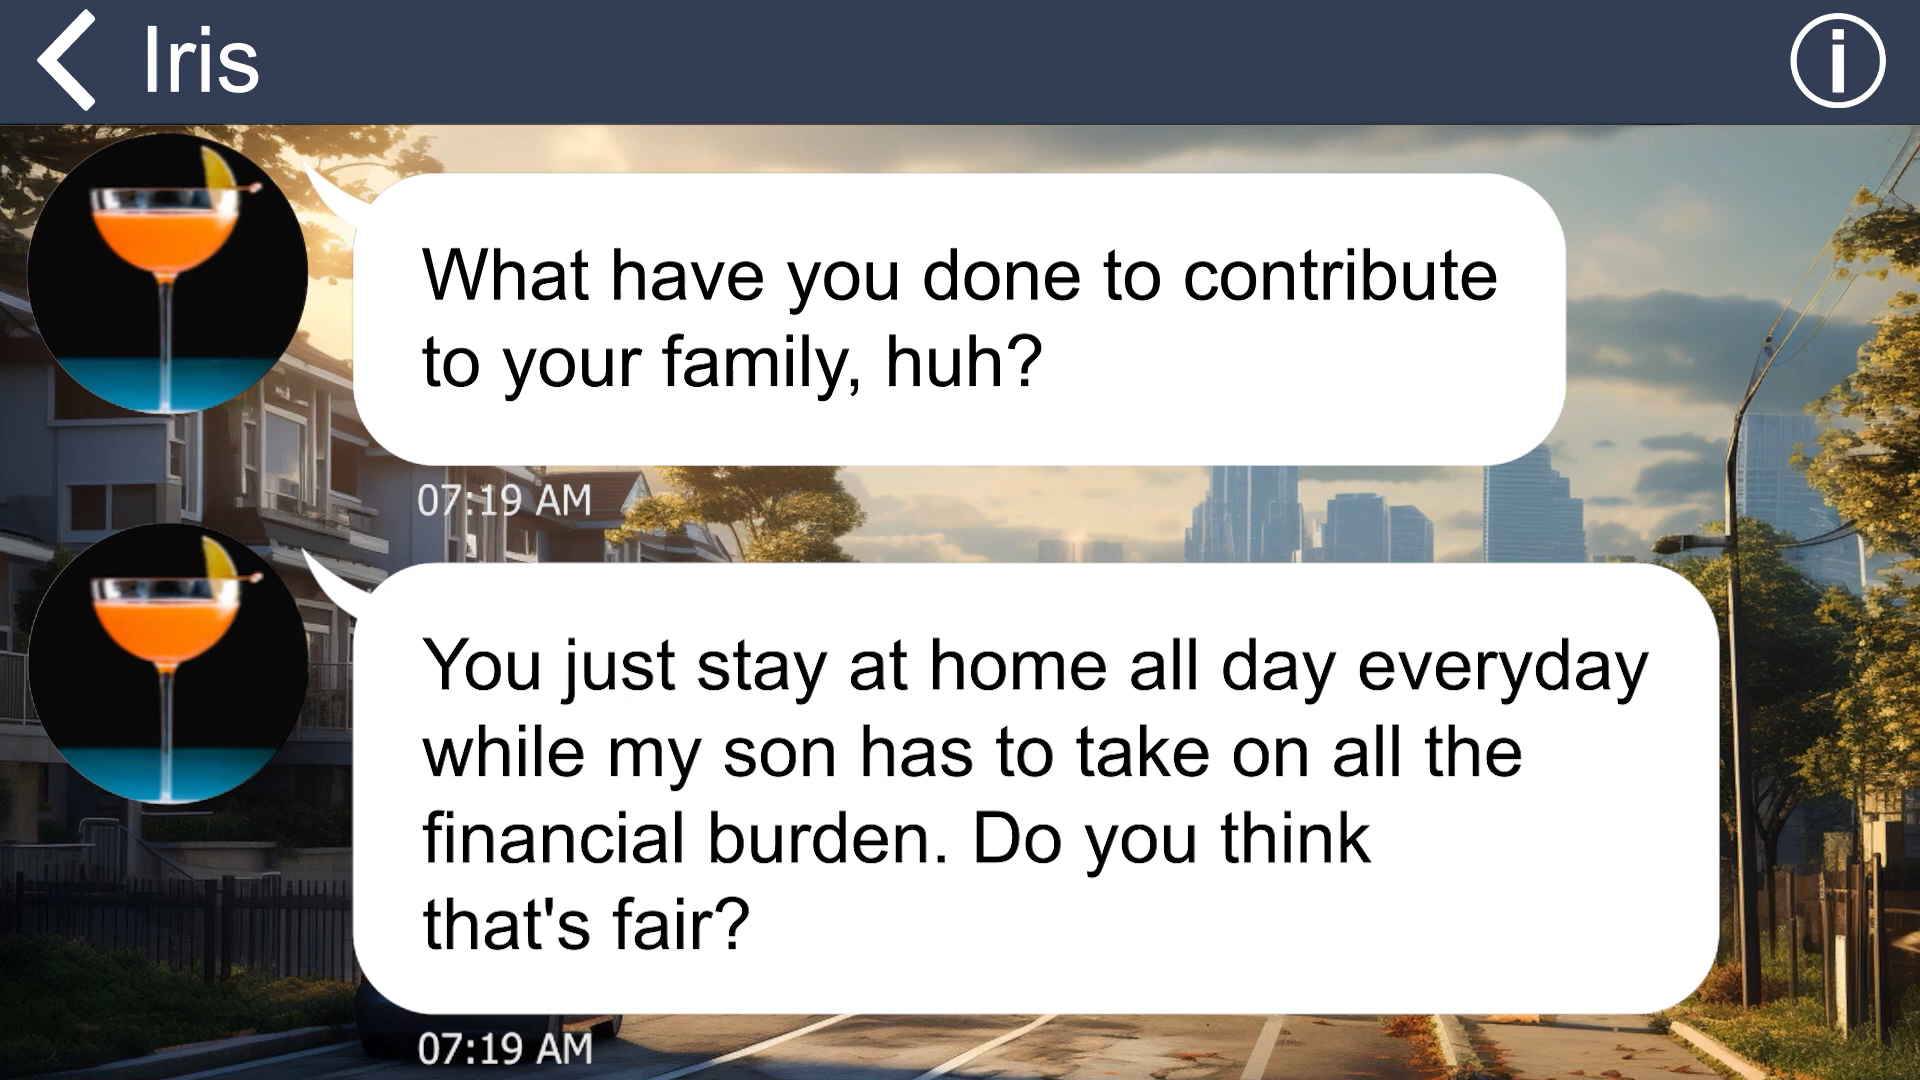 Iris
What have you done to contribute
to your family, huh?
07:19 AM
You just stay at home all day everyday
while my son has to take on all the
financial burden. Do you think
that's fair?
07:19 AM